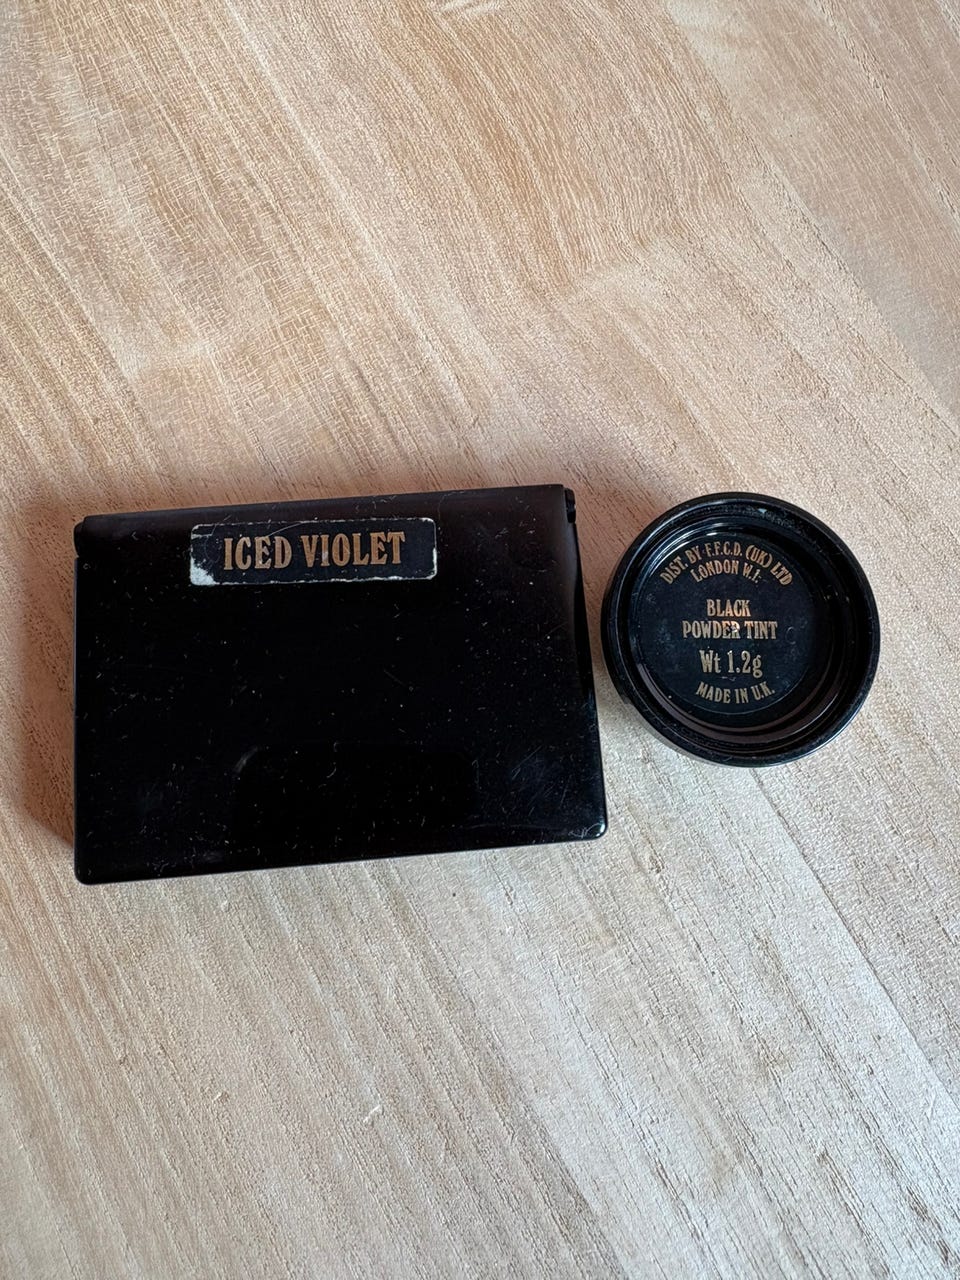 ICED VIOLET
DIST. BY F.F.C.D. (UK) LTD
LONDON W.1.
BLACK
POWDER TINT
Wt 1.2g
MADE IN U.K.